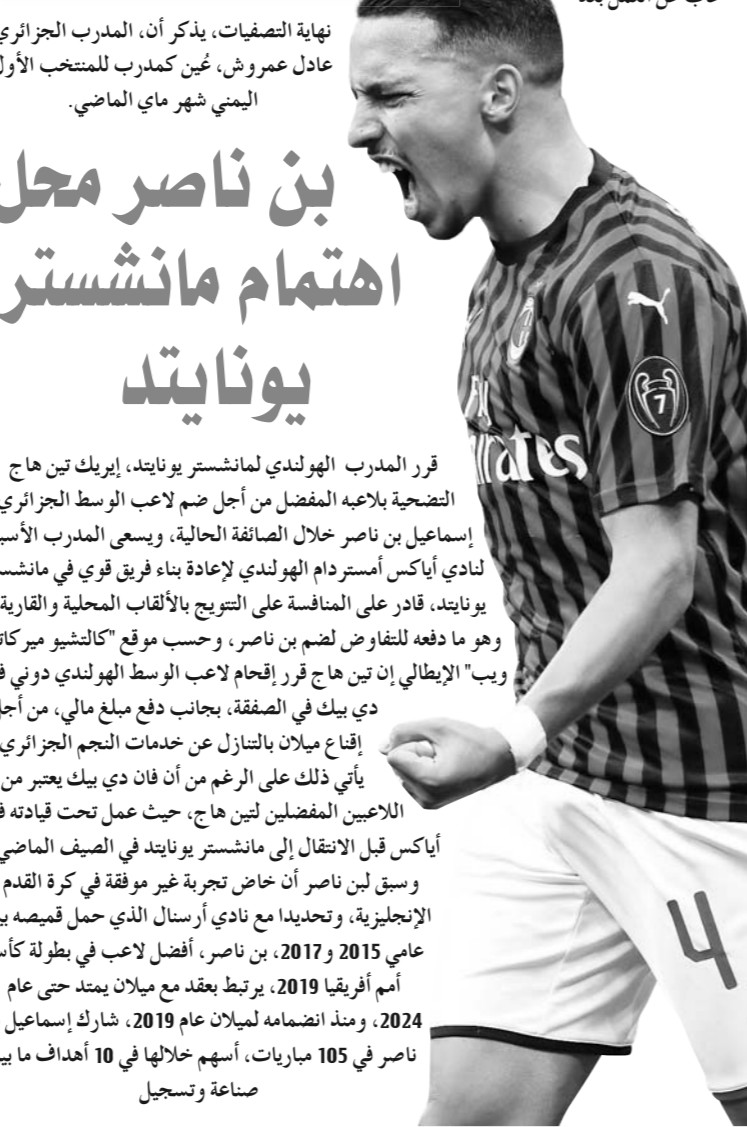 نهاية التصفيات، يذكر أن، المدرب الجزائري
عادل عمروش، عُين كمدرب للمنتخب الأول
اليمني شهر ماي الماضي.
بن ناصر محل
اهتمام مانشستر
يونايتد
قرر المدرب الهولندي لمانشستر يونايتد، إيريك تين هاج
التضحية بلاعبه المفضل من أجل ضم لاعب الوسط الجزائري
إسماعيل بن ناصر خلال الصائفة الحالية، ويسعى المدرب
لنادي أياكس أمستردام الهولندي لإعادة بناء فريق قوي في
يونايتد، قادر على المنافسة على التتويج بالألقاب المحلية والقارية
وهو ما دفعه للتفاوض لضم بن ناصر، وحسب موقع "كالتشيو
ويب" الإيطالي إن تين هاج قرر إقحام لاعب الوسط الهولندي دوني
دي بيك في الصفقة، بجانب دفع مبلغ مالي، من
إقناع ميلان بالتنازل عن خدمات النجم الجزائري
يأتي ذلك على الرغم من أن فان دي بيك يعتبر من
اللاعبين المفضلين لتين هاج، حيث عمل تحت قيادته
أياكس قبل الانتقال إلى مانشستر يونايتد في الصيف الماضي
وسبق لبن ناصر أن خاض تجربة غير موفقة في كرة القدم
الإنجليزية، وتحديدا مع نادي أرسنال الذي حمل قميصه
عامي 2015 و2017، بن ناصر، أفضل لاعب في بطولة
أمم أفريقيا 2019، يرتبط بعقد مع ميلان يمتد حتى عام
2024، ومنذ انضمامه لميلان عام 2019، شارك إسماعيل
ناصر في 105 مباريات، أسهم خلالها في 10 أهداف ما
صناعة وتسجيل
7
4